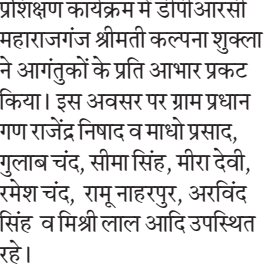 प्रशिक्षण कार्यक्रम में डीपीआरसी
महाराजगंज श्रीमती कल्पना शुक्ला
ने आगंतुकों के प्रति आभार प्रकट
किया। इस अवसर पर ग्राम प्रधान
गण राजेंद्र निषाद व माधो प्रसाद,
गुलाब चंद, सीमा सिंह, मीरा देवी,
रमेश चंद, रामू नाहरपुर, अरविंद
सिंह व मिश्री लाल आदि उपस्थित
रहे।